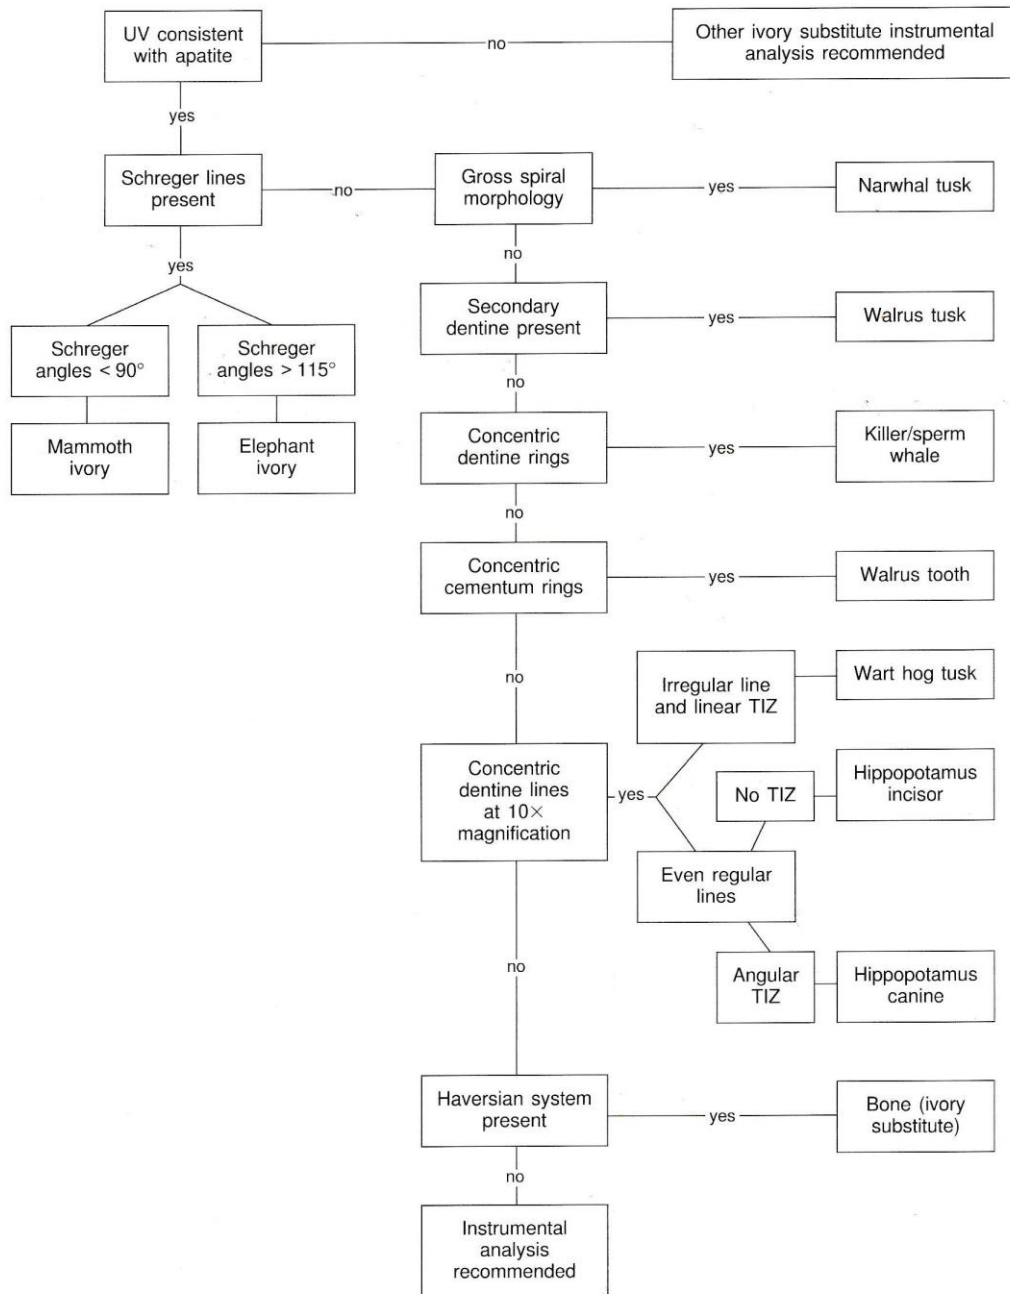 UV consistent
with apatite
no
Other ivory substitute instrumental
analysis recommended
yes
Schreger lines
present
no
Gross spiral
morphology
yes
Narwhal tusk
yes
no
Schreger
angles < 90°
Schreger
angles > 115°
Secondary
dentine present
yes
Walrus tusk
no
Mammoth
ivory
Elephant
ivory
Concentric
dentine rings
yes
Killer/sperm
whale
no
Concentric
cementum rings
yes
Walrus tooth
no
Irregular line
and linear TIZ
Wart hog tusk
Concentric
dentine lines
at 10×
magnification
yes
No TIZ
Hippopotamus
incisor
Even regular
lines
Angular
TIZ
Hippopotamus
canine
no
Haversian system
present
yes
Bone (ivory
substitute)
no
Instrumental
analysis
recommended